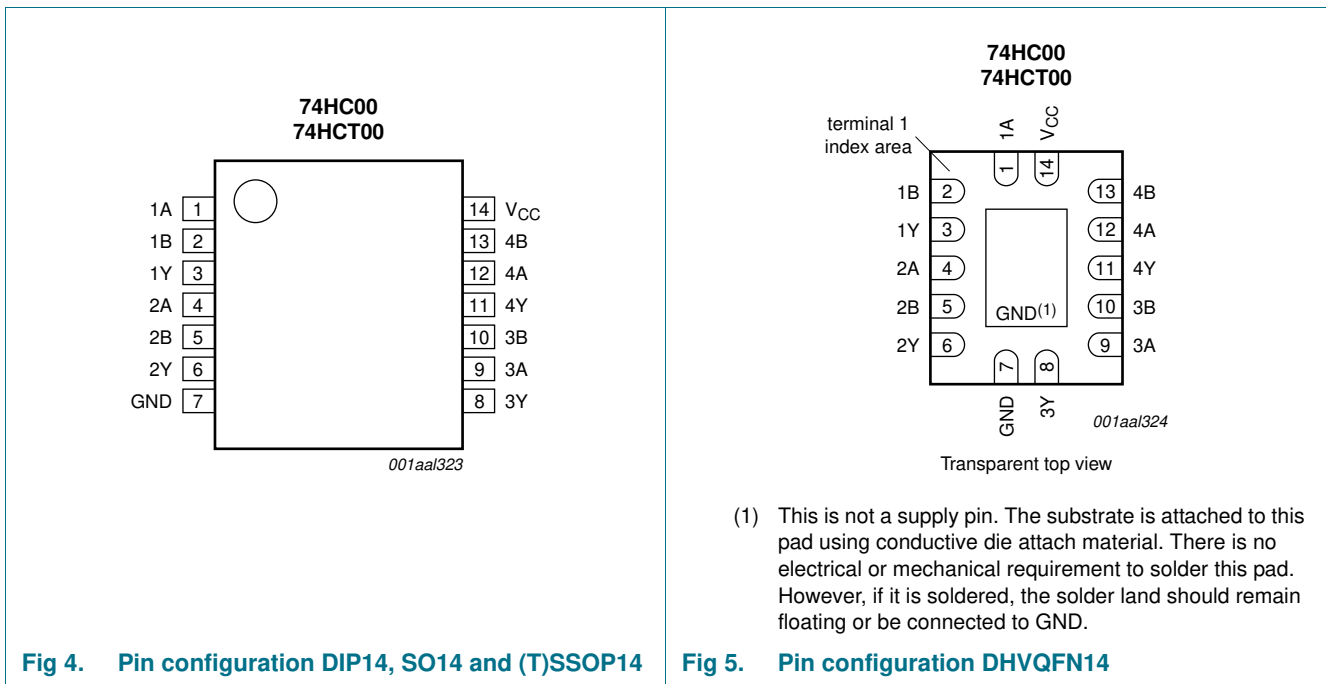 74HC00
74HCT00
1A 1
1B 2
1Y 3
2A 4
2B 5
2Y 6
GND 7
14 VCC
13 4B
12 4A
11 4Y
10 3B
9 3A
8 3Y
001aal323
Fig 4. Pin configuration DIP14, SO14 and (T)SSOP14
74HC00
74HCT00
terminal 1
index area
1A VCC
1 14
1B 2
1Y 3
2A 4
2B 5
2Y 6
13 4B
12 4A
11 4Y
10 3B
9 3A
GND(1)
7 8
GND 3Y
001aal324
Transparent top view
(1) This is not a supply pin. The substrate is attached to this
pad using conductive die attach material. There is no
electrical or mechanical requirement to solder this pad.
However, if it is soldered, the solder land should remain
floating or be connected to GND.
Fig 5. Pin configuration DHVQFN14